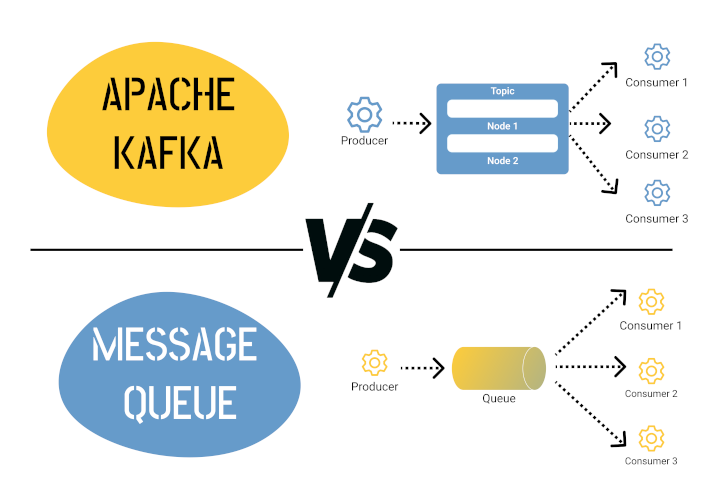 APACHE
KAFKA
Producer
Topic
Node 1
Node 2
Consumer 1
Consumer 2
Consumer 3
VS
MESSAGE
QUEUE
Producer
Queue
Consumer 1
Consumer 2
Consumer 3